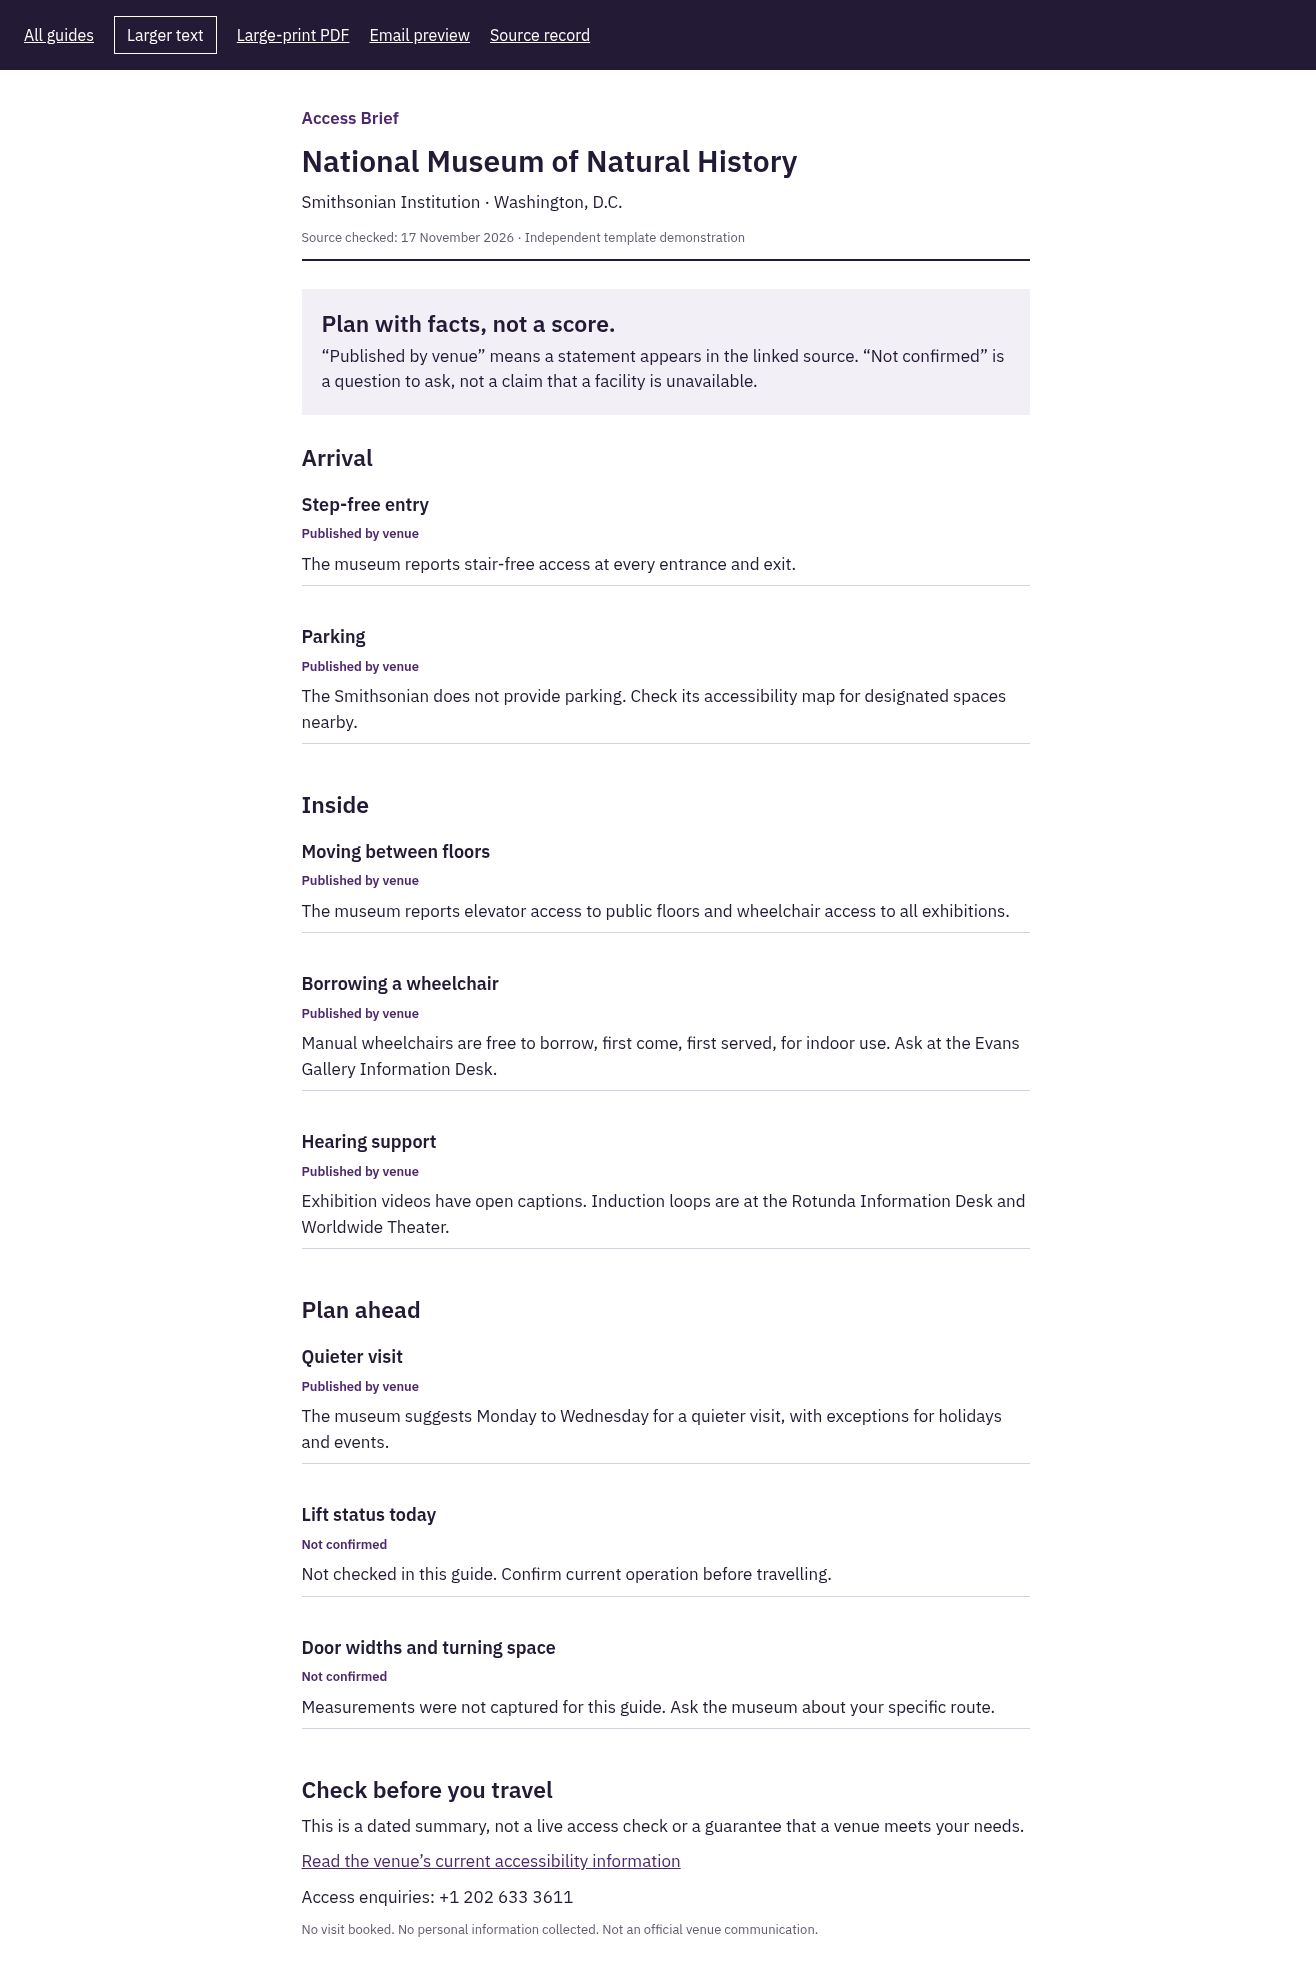 All guides Larger text Large-print PDF Email preview Source record
Access Brief
National Museum of Natural History
Smithsonian Institution · Washington, D.C.
Source checked: 17 November 2026 · Independent template demonstration
Plan with facts, not a score.
“Published by venue” means a statement appears in the linked source. “Not confirmed” is
a question to ask, not a claim that a facility is unavailable.
Arrival
Step-free entry
Published by venue
The museum reports stair-free access at every entrance and exit.
Parking
Published by venue
The Smithsonian does not provide parking. Check its accessibility map for designated spaces
nearby.
Inside
Moving between floors
Published by venue
The museum reports elevator access to public floors and wheelchair access to all exhibitions.
Borrowing a wheelchair
Published by venue
Manual wheelchairs are free to borrow, first come, first served, for indoor use. Ask at the Evans
Gallery Information Desk.
Hearing support
Published by venue
Exhibition videos have open captions. Induction loops are at the Rotunda Information Desk and
Worldwide Theater.
Plan ahead
Quieter visit
Published by venue
The museum suggests Monday to Wednesday for a quieter visit, with exceptions for holidays
and events.
Lift status today
Not confirmed
Not checked in this guide. Confirm current operation before travelling.
Door widths and turning space
Not confirmed
Measurements were not captured for this guide. Ask the museum about your specific route.
Check before you travel
This is a dated summary, not a live access check or a guarantee that a venue meets your needs.
Read the venue’s current accessibility information
Access enquiries: +1 202 633 3611
No visit booked. No personal information collected. Not an official venue communication.